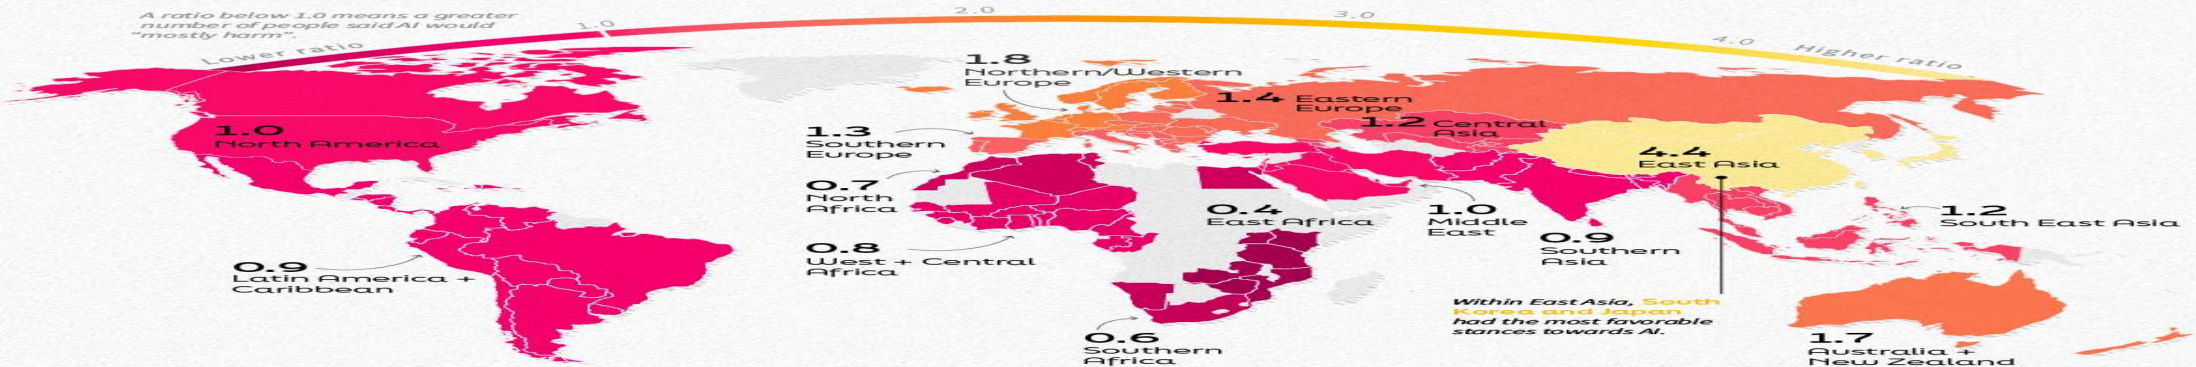 A ratio below 1.0 means a greater
number of people said AI would
"mostly harm".
Lower ratio
1.0
2.0
3.0
4.0
Higher ratio
1.8
Northern/Western
Europe
1.4 Eastern
Europe
1.2 Central
Asia
1.0
North America
1.3
Southern
Europe
4.4
East Asia
0.7
North
Africa
0.4
East Africa
1.0
Middle
East
1.2
South East Asia
0.8
West + Central
Africa
0.9
Southern
Asia
0.9
Latin America +
Caribbean
Within East Asia, South
Korea and Japan
had the most favorable
stances towards AI.
0.6
Southern
Africa
1.7
Australia +
New Zealand